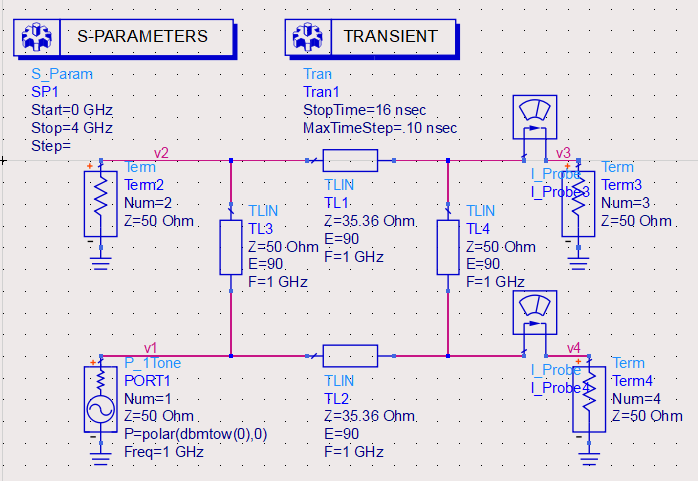 S-PARAMETERS
TRANSIENT
S_Param
SP1
Start=0 GHz
Stop=4 GHz
Step=
Tran
Tran1
StopTime=16 nsec
MaxTimeStep=.10 nsec
v2
Term
Term2
Num=2
Z=50 Ohm
TLIN
TL1
Z=35.36 Ohm
E=90
F=1 GHz
I_Probe
I_Probe3
v3
Term
Term3
Num=3
Z=50 Ohm
TLIN
TL3
Z=50 Ohm
E=90
F=1 GHz
TLIN
TL4
Z=50 Ohm
E=90
F=1 GHz
v1
P_1Tone
PORT1
Num=1
Z=50 Ohm
P=polar(dbmtow(0),0)
Freq=1 GHz
TLIN
TL2
Z=35.36 Ohm
E=90
F=1 GHz
I_Probe
I_Probe4
v4
Term
Term4
Num=4
Z=50 Ohm